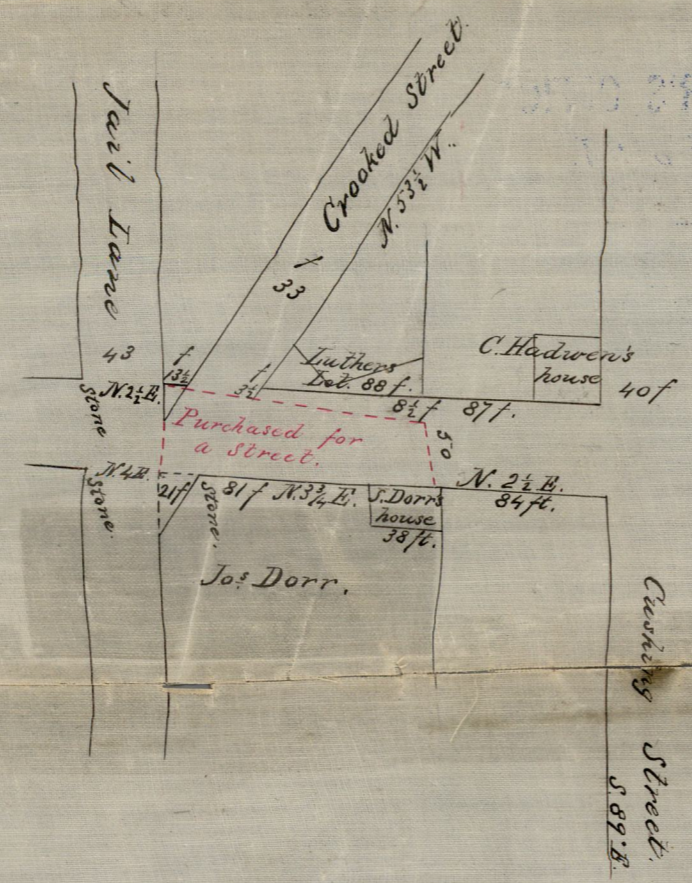 Jail Lane
Crooked Street.
N. 53½ W.
f
33
43
f
13½
N. 2½ E.
Stone
f
3½
Luthers
Lot. 88 f.
8½ f
87 f.
C. Hadwen's
house
40 f
Purchased for
a Street.
50
N. 4 E.
Stone.
21 f
Stone.
81 f
N. 3¾ E.
S. Dorr's
house
38 ft.
N. 2½ E.
84 ft.
Jos. Dorr.
Cushing Street.
S. 89° E.